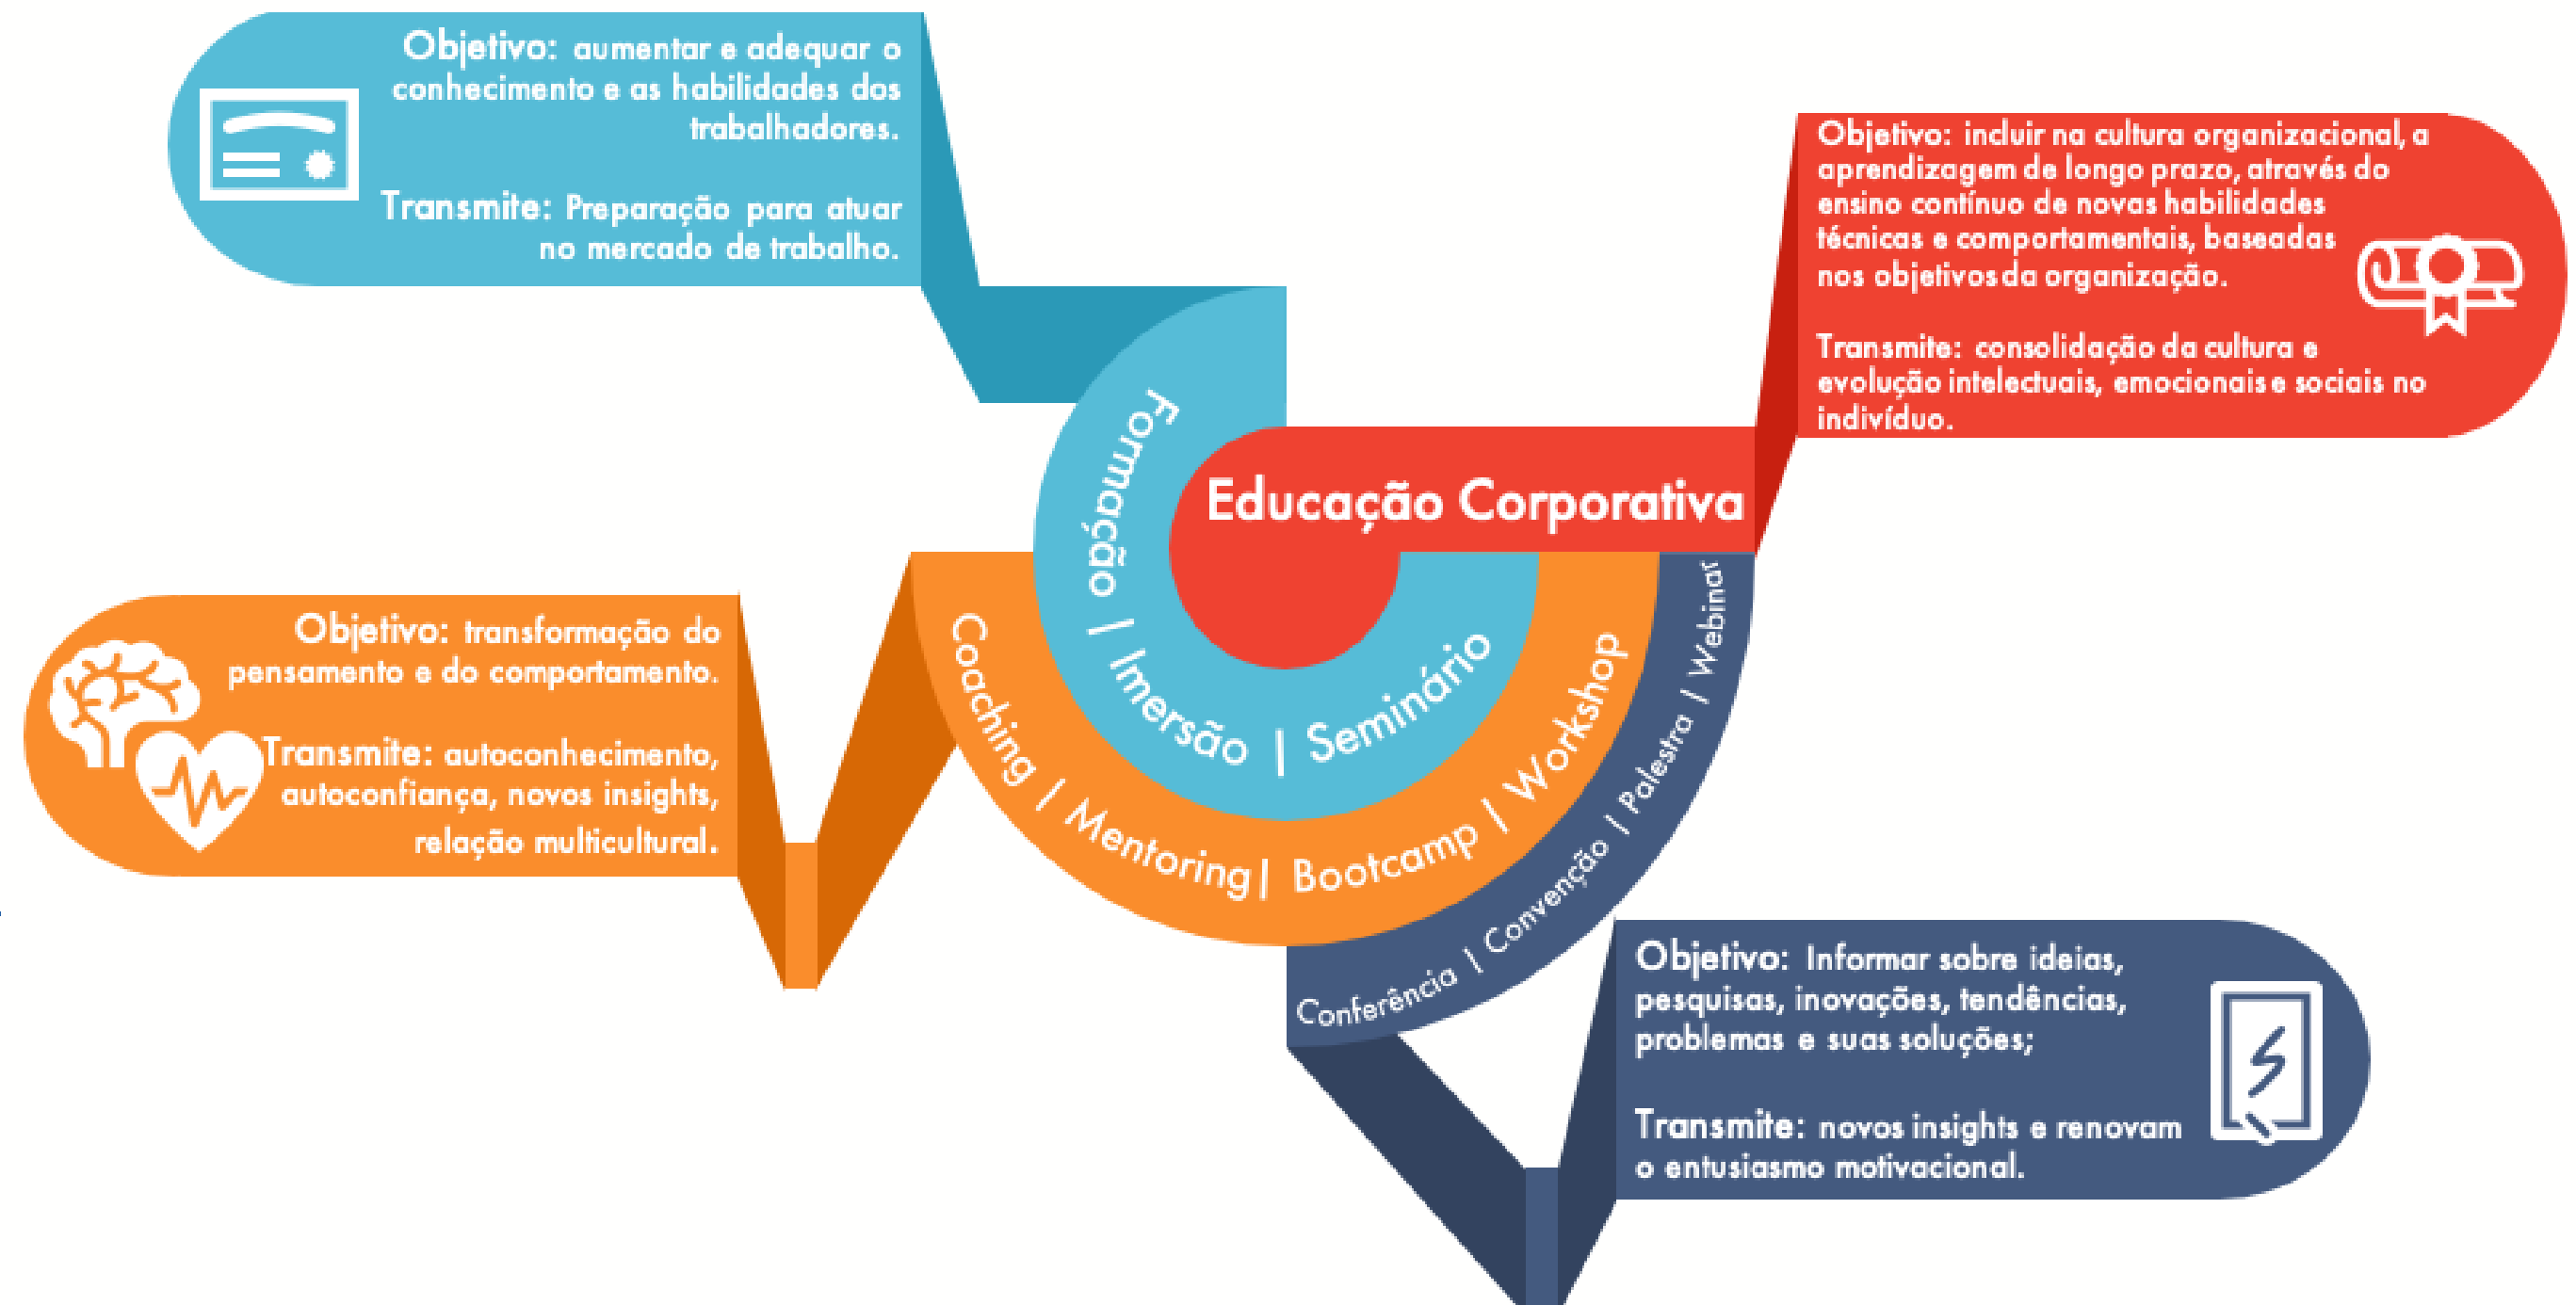 Objetivo: aumentar e adequar o
conhecimento e as habilidades dos
trabalhadores.
Transmite: Preparação para atuar
no mercado de trabalho.
Objetivo: incluir na cultura organizacional, a
aprendizagem de longo prazo, através do
ensino contínuo de novas habilidades
técnicas e comportamentais, baseadas
nos objetivos da organização.
Transmite: consolidação da cultura e
evolução intelectuais, emocionais e sociais no
indivíduo.
Educação Corporativa
Formação | Imersão | Seminário
Coaching | Mentoring| Bootcamp | Workshop
Conferência | Convenção | Palestra | Webinar
Objetivo: transformação do
pensamento e do comportamento.
Transmite: autoconhecimento,
autoconfiança, novos insights,
relação multicultural.
Objetivo: Informar sobre ideias,
pesquisas, inovações, tendências,
problemas e suas soluções;
Transmite: novos insights e renovam
o entusiasmo motivacional.